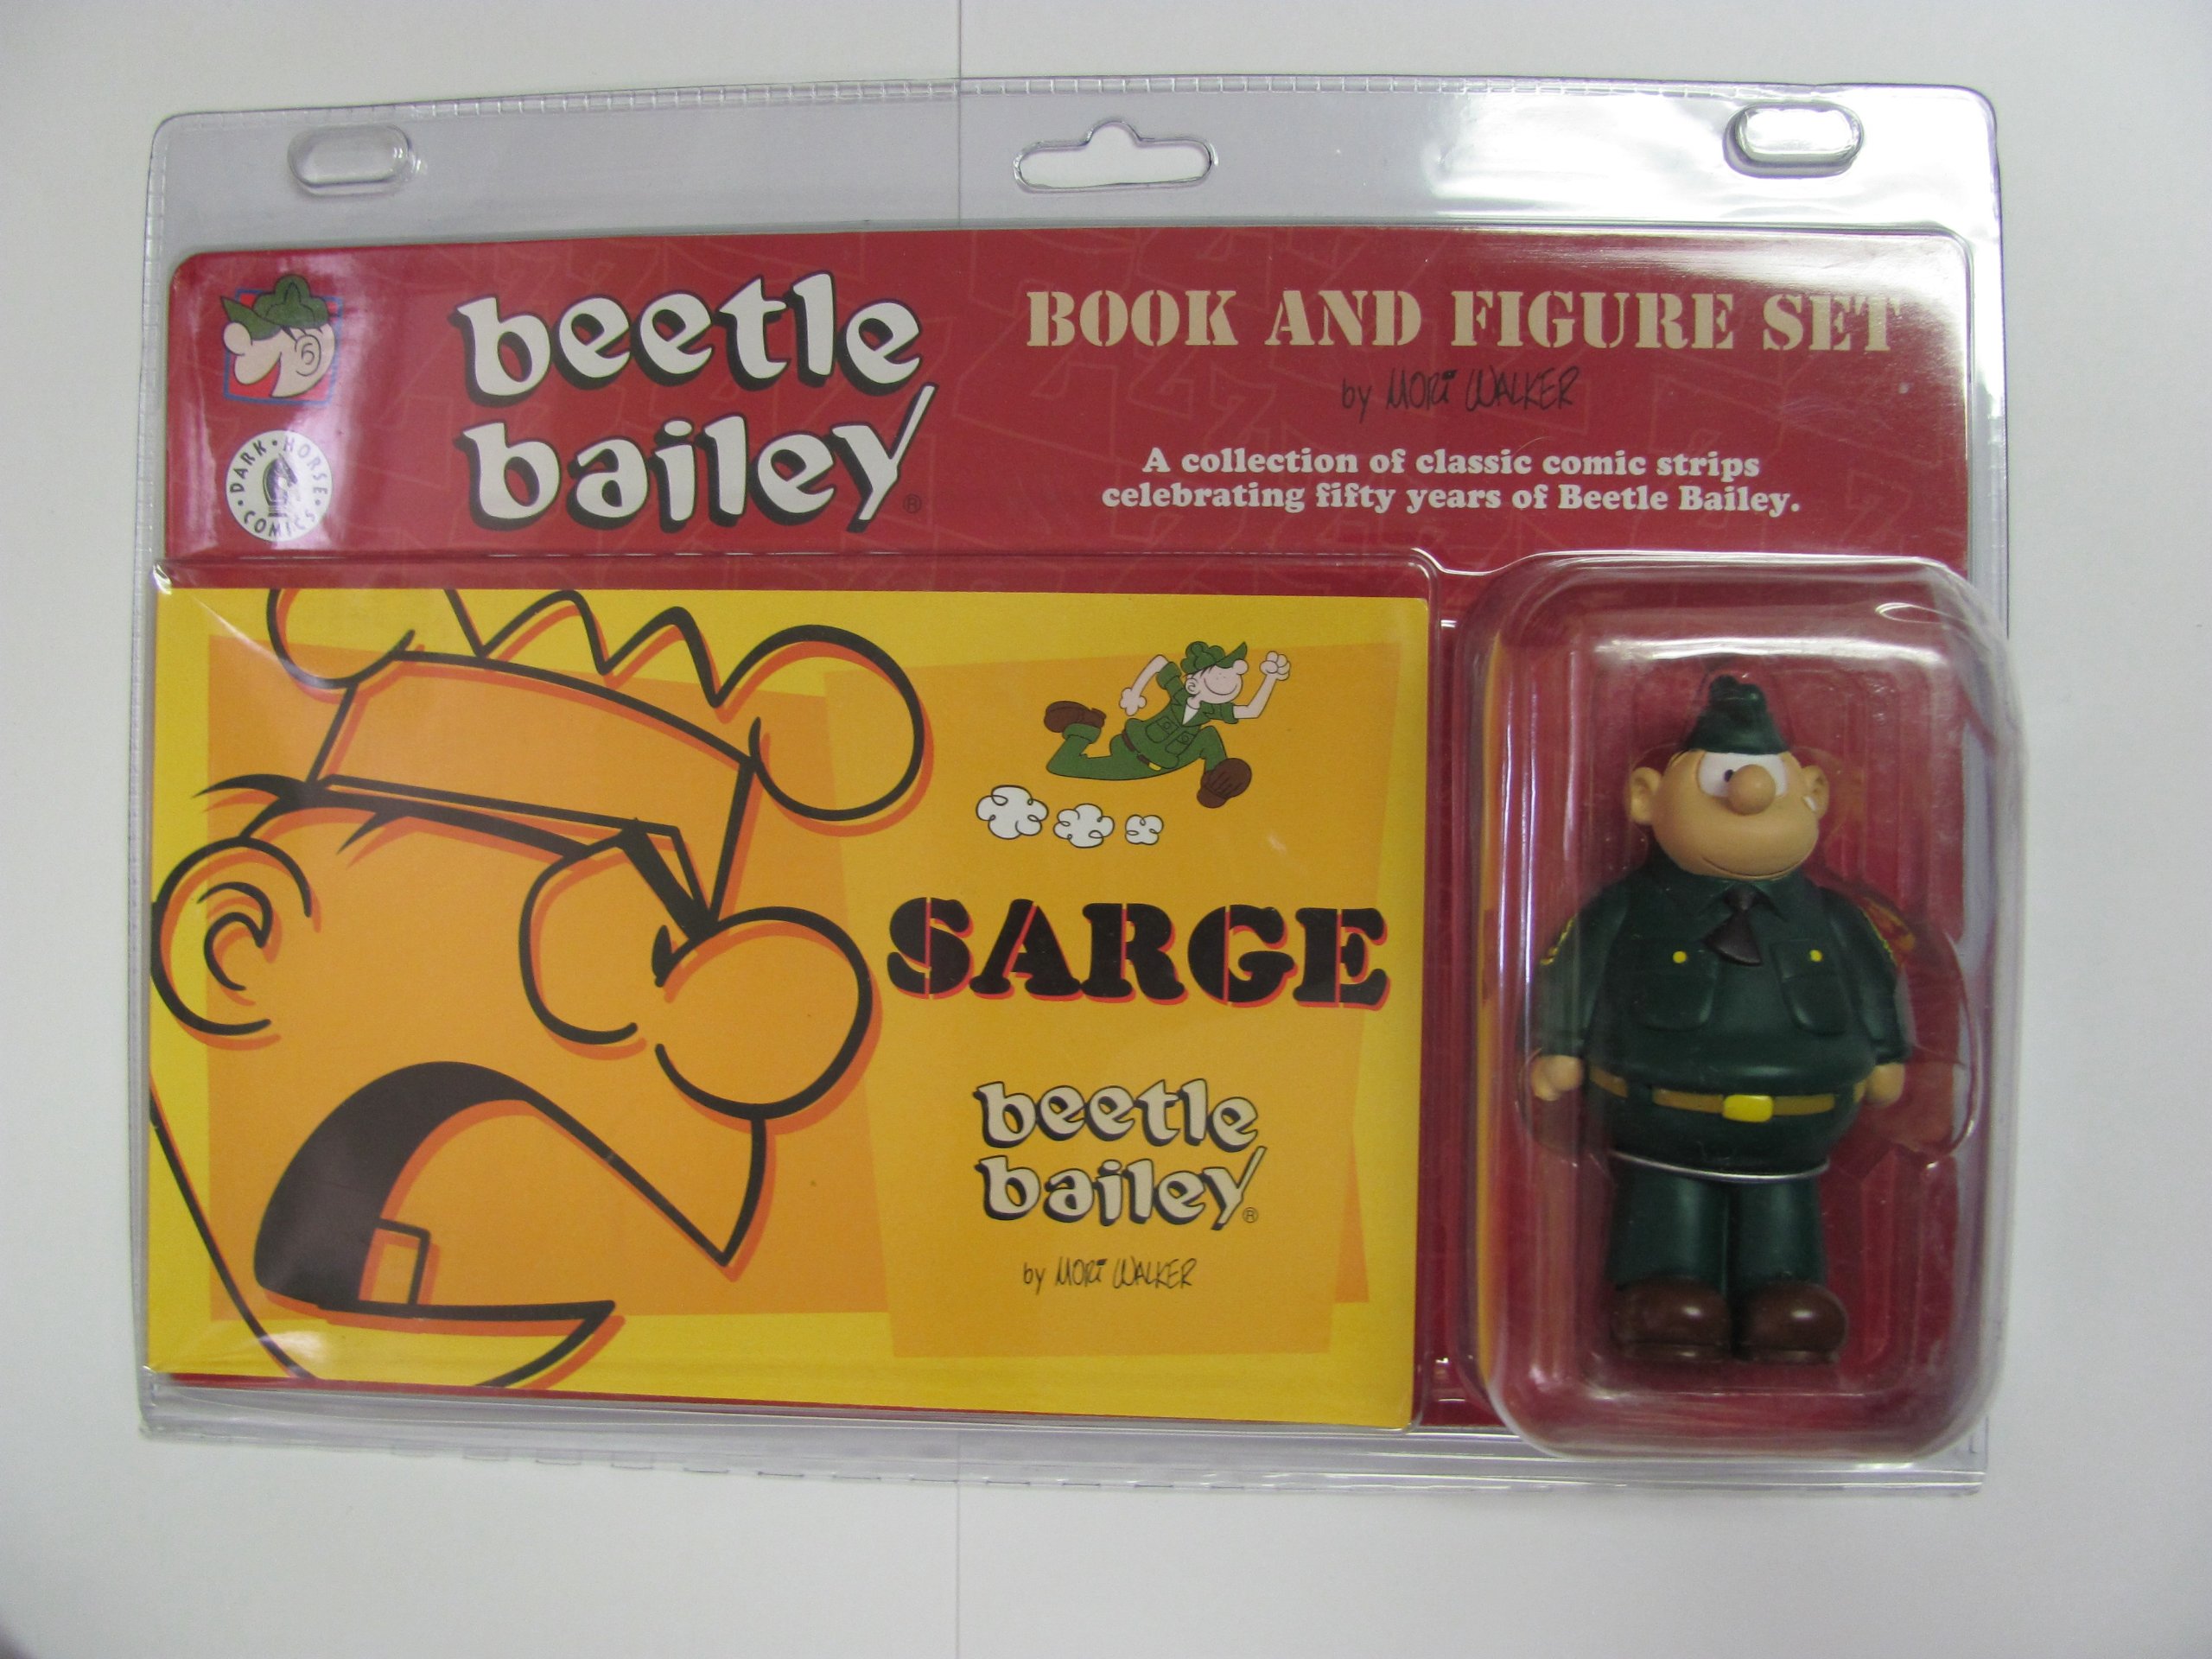 beetle
bailey®
BOOK AND FIGURE SET
by MORT WALKER
A collection of classic comic strips
celebrating fifty years of Beetle Bailey.
DARK HORSE
COMICS
SARGE
beetle
bailey®
by MORT WALKER